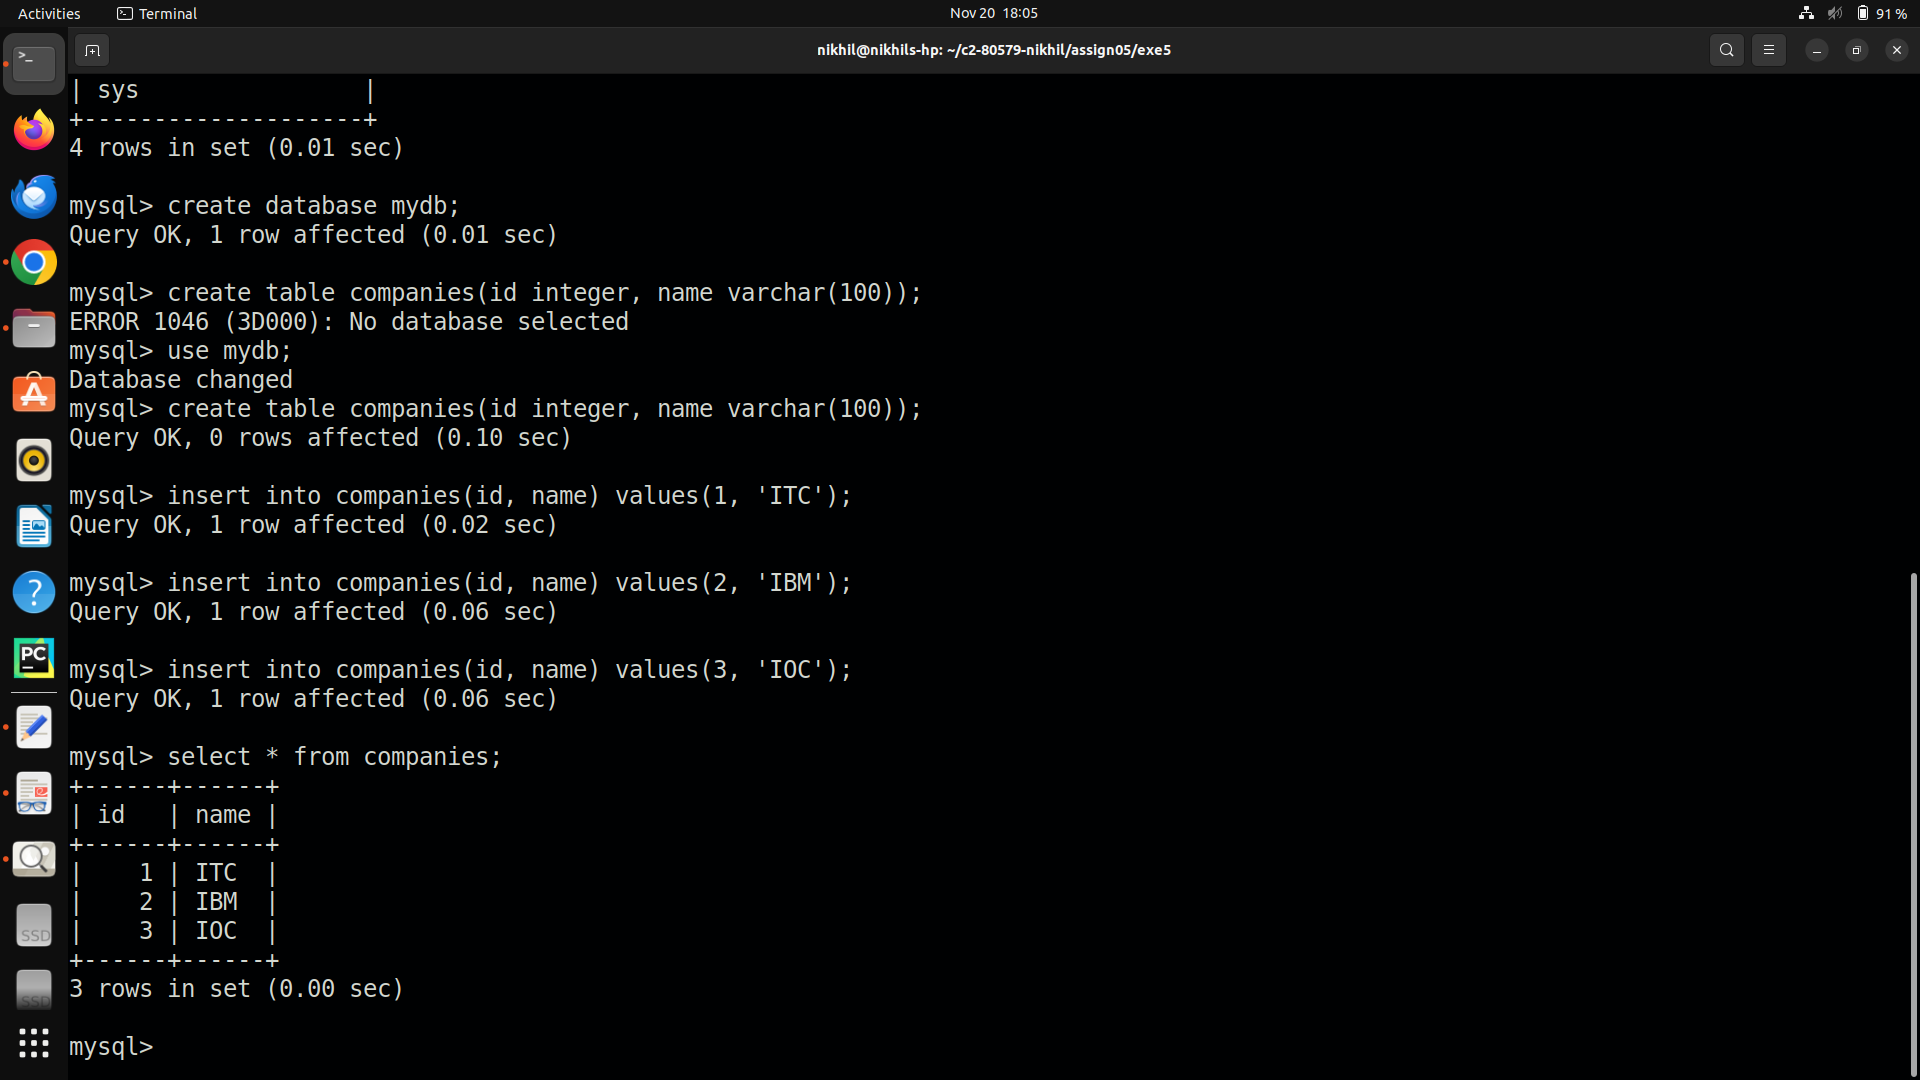 Activities Terminal Nov 20 18:05 91 %
nikhil@nikhils-hp: ~/c2-80579-nikhil/assign05/exe5
| sys                |
+--------------------+
4 rows in set (0.01 sec)

mysql> create database mydb;
Query OK, 1 row affected (0.01 sec)

mysql> create table companies(id integer, name varchar(100));
ERROR 1046 (3D000): No database selected
mysql> use mydb;
Database changed
mysql> create table companies(id integer, name varchar(100));
Query OK, 0 rows affected (0.10 sec)

mysql> insert into companies(id, name) values(1, 'ITC');
Query OK, 1 row affected (0.02 sec)

mysql> insert into companies(id, name) values(2, 'IBM');
Query OK, 1 row affected (0.06 sec)

mysql> insert into companies(id, name) values(3, 'IOC');
Query OK, 1 row affected (0.06 sec)

mysql> select * from companies;
+------+------+
| id   | name |
+------+------+
|    1 | ITC  |
|    2 | IBM  |
|    3 | IOC  |
+------+------+
3 rows in set (0.00 sec)

mysql>
PC
SSD
SSD